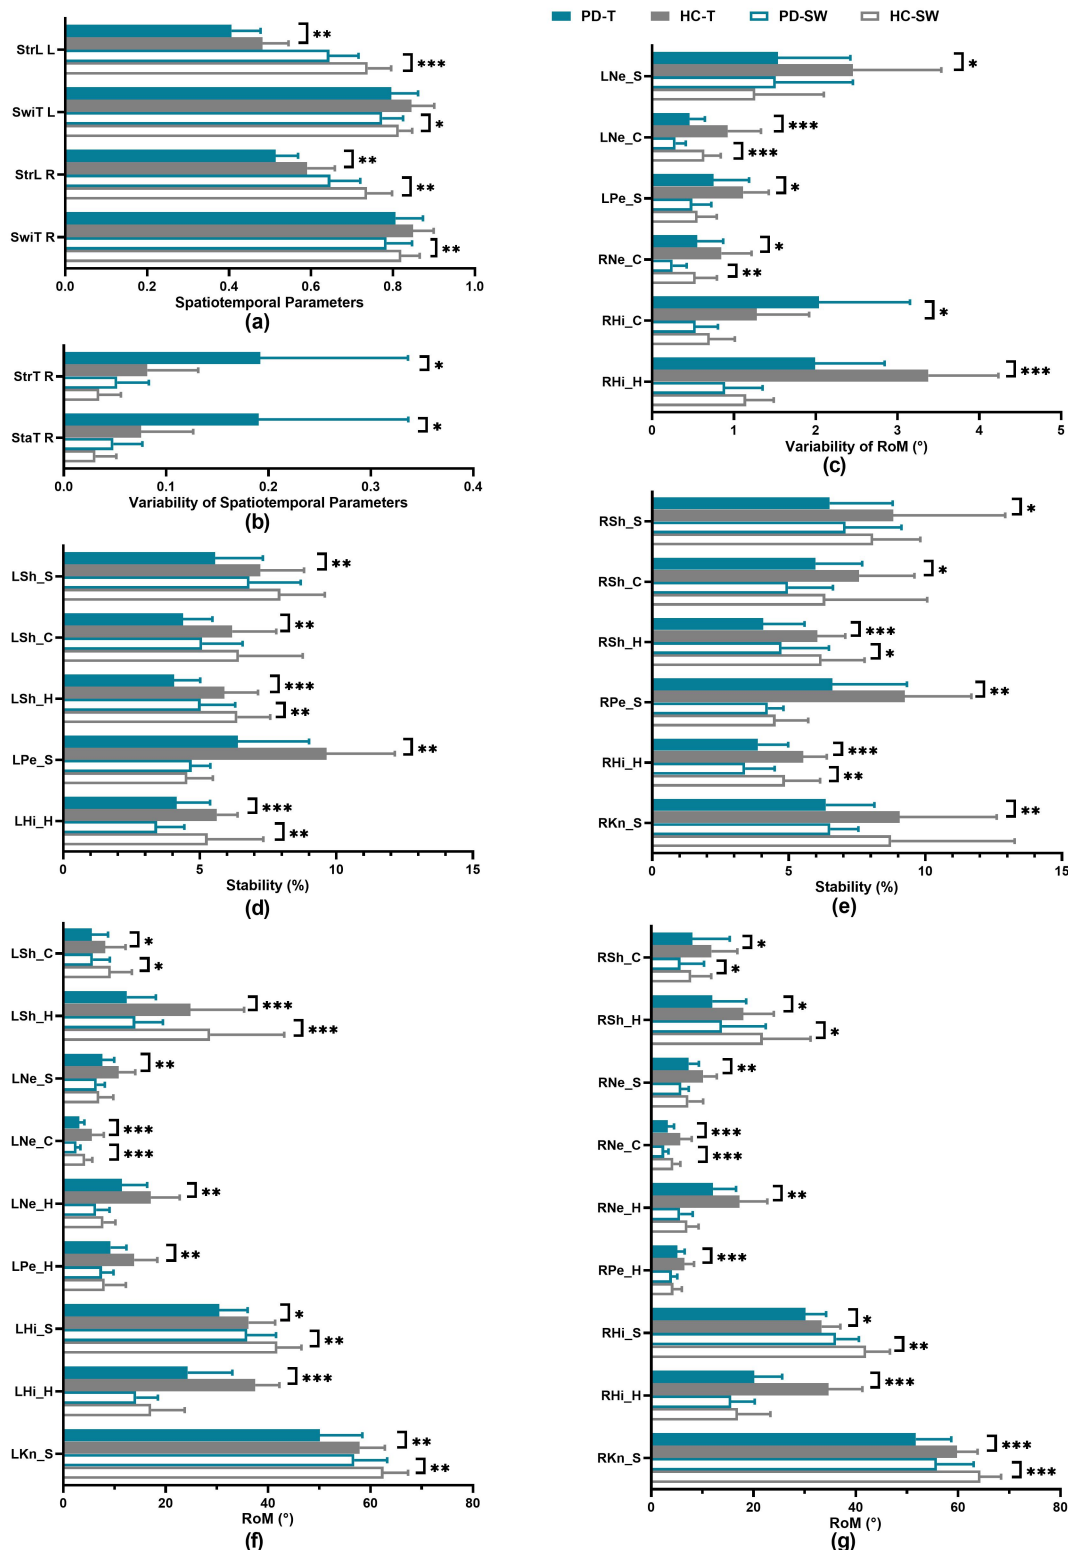 PD-T HC-T PD-SW HC-SW
StrL L
**
***
SwiT L
*
StrL R
**
**
SwiT R
**
0.0 0.2 0.4 0.6 0.8 1.0
Spatiotemporal Parameters
(a)
StrT R
*
StaT R
*
0.0 0.1 0.2 0.3 0.4
Variability of Spatiotemporal Parameters
(b)
LNe_S
*
LNe_C
***
***
LPe_S
*
RNe_C
*
**
RHi_C
*
RHi_H
***
0 1 2 3 4 5
Variability of RoM (°)
(c)
LSh_S
**
LSh_C
**
LSh_H
***
**
LPe_S
**
LHi_H
***
**
0 5 10 15
Stability (%)
(d)
RSh_S
*
RSh_C
*
RSh_H
***
*
RPe_S
**
RHi_H
***
**
RKn_S
**
0 5 10 15
Stability (%)
(e)
LSh_C
*
*
LSh_H
***
***
LNe_S
**
LNe_C
***
***
LNe_H
**
LPe_H
**
LHi_S
*
**
LHi_H
***
LKn_S
**
**
0 20 40 60 80
RoM (°)
(f)
RSh_C
*
*
RSh_H
*
*
RNe_S
**
RNe_C
***
***
RNe_H
**
RPe_H
***
RHi_S
*
**
RHi_H
***
RKn_S
***
***
0 20 40 60 80
RoM (°)
(g)